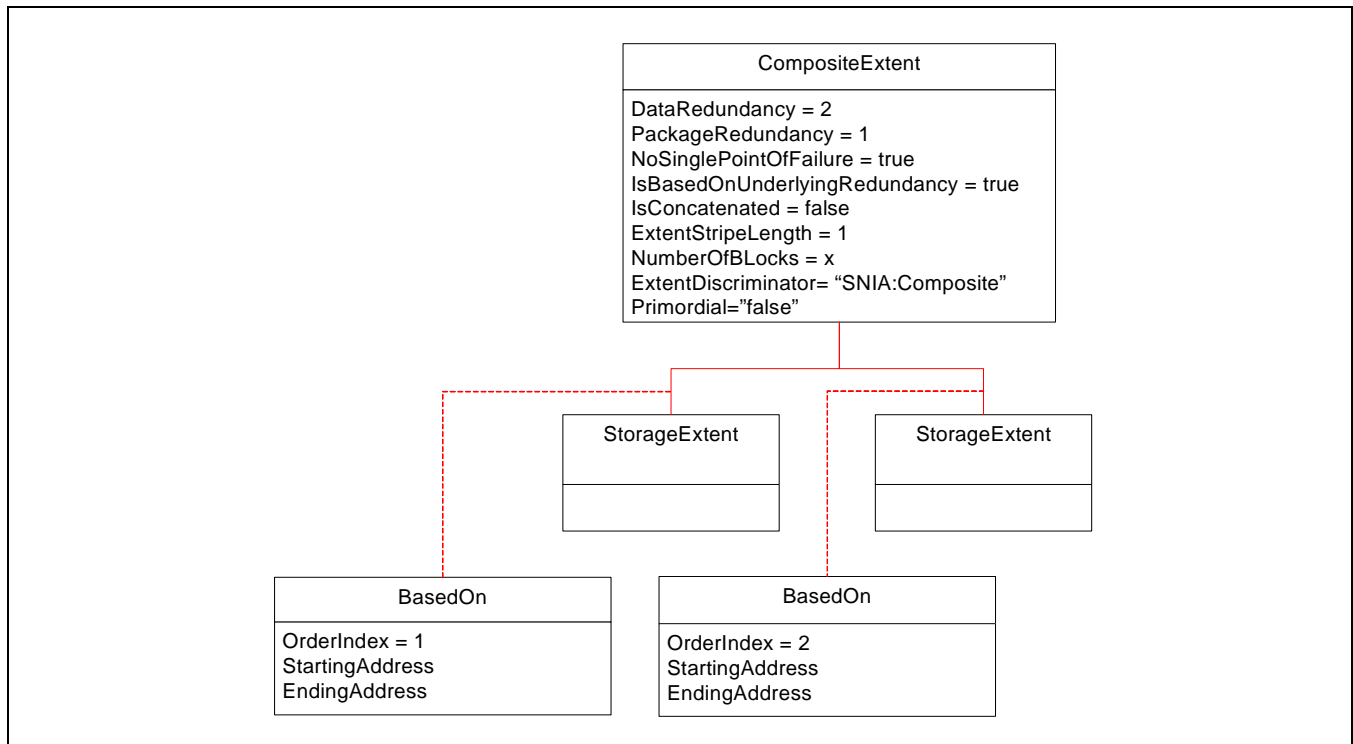 CompositeExtent
DataRedundancy = 2
PackageRedundancy = 1
NoSinglePointOfFailure = true
IsBasedOnUnderlyingRedundancy = true
IsConcatenated = false
ExtentStripeLength = 1
NumberOfBLocks = x
ExtentDiscriminator= “SNIA:Composite”
Primordial=”false”
StorageExtent
StorageExtent
BasedOn
OrderIndex = 1
StartingAddress
EndingAddress
BasedOn
OrderIndex = 2
StartingAddress
EndingAddress